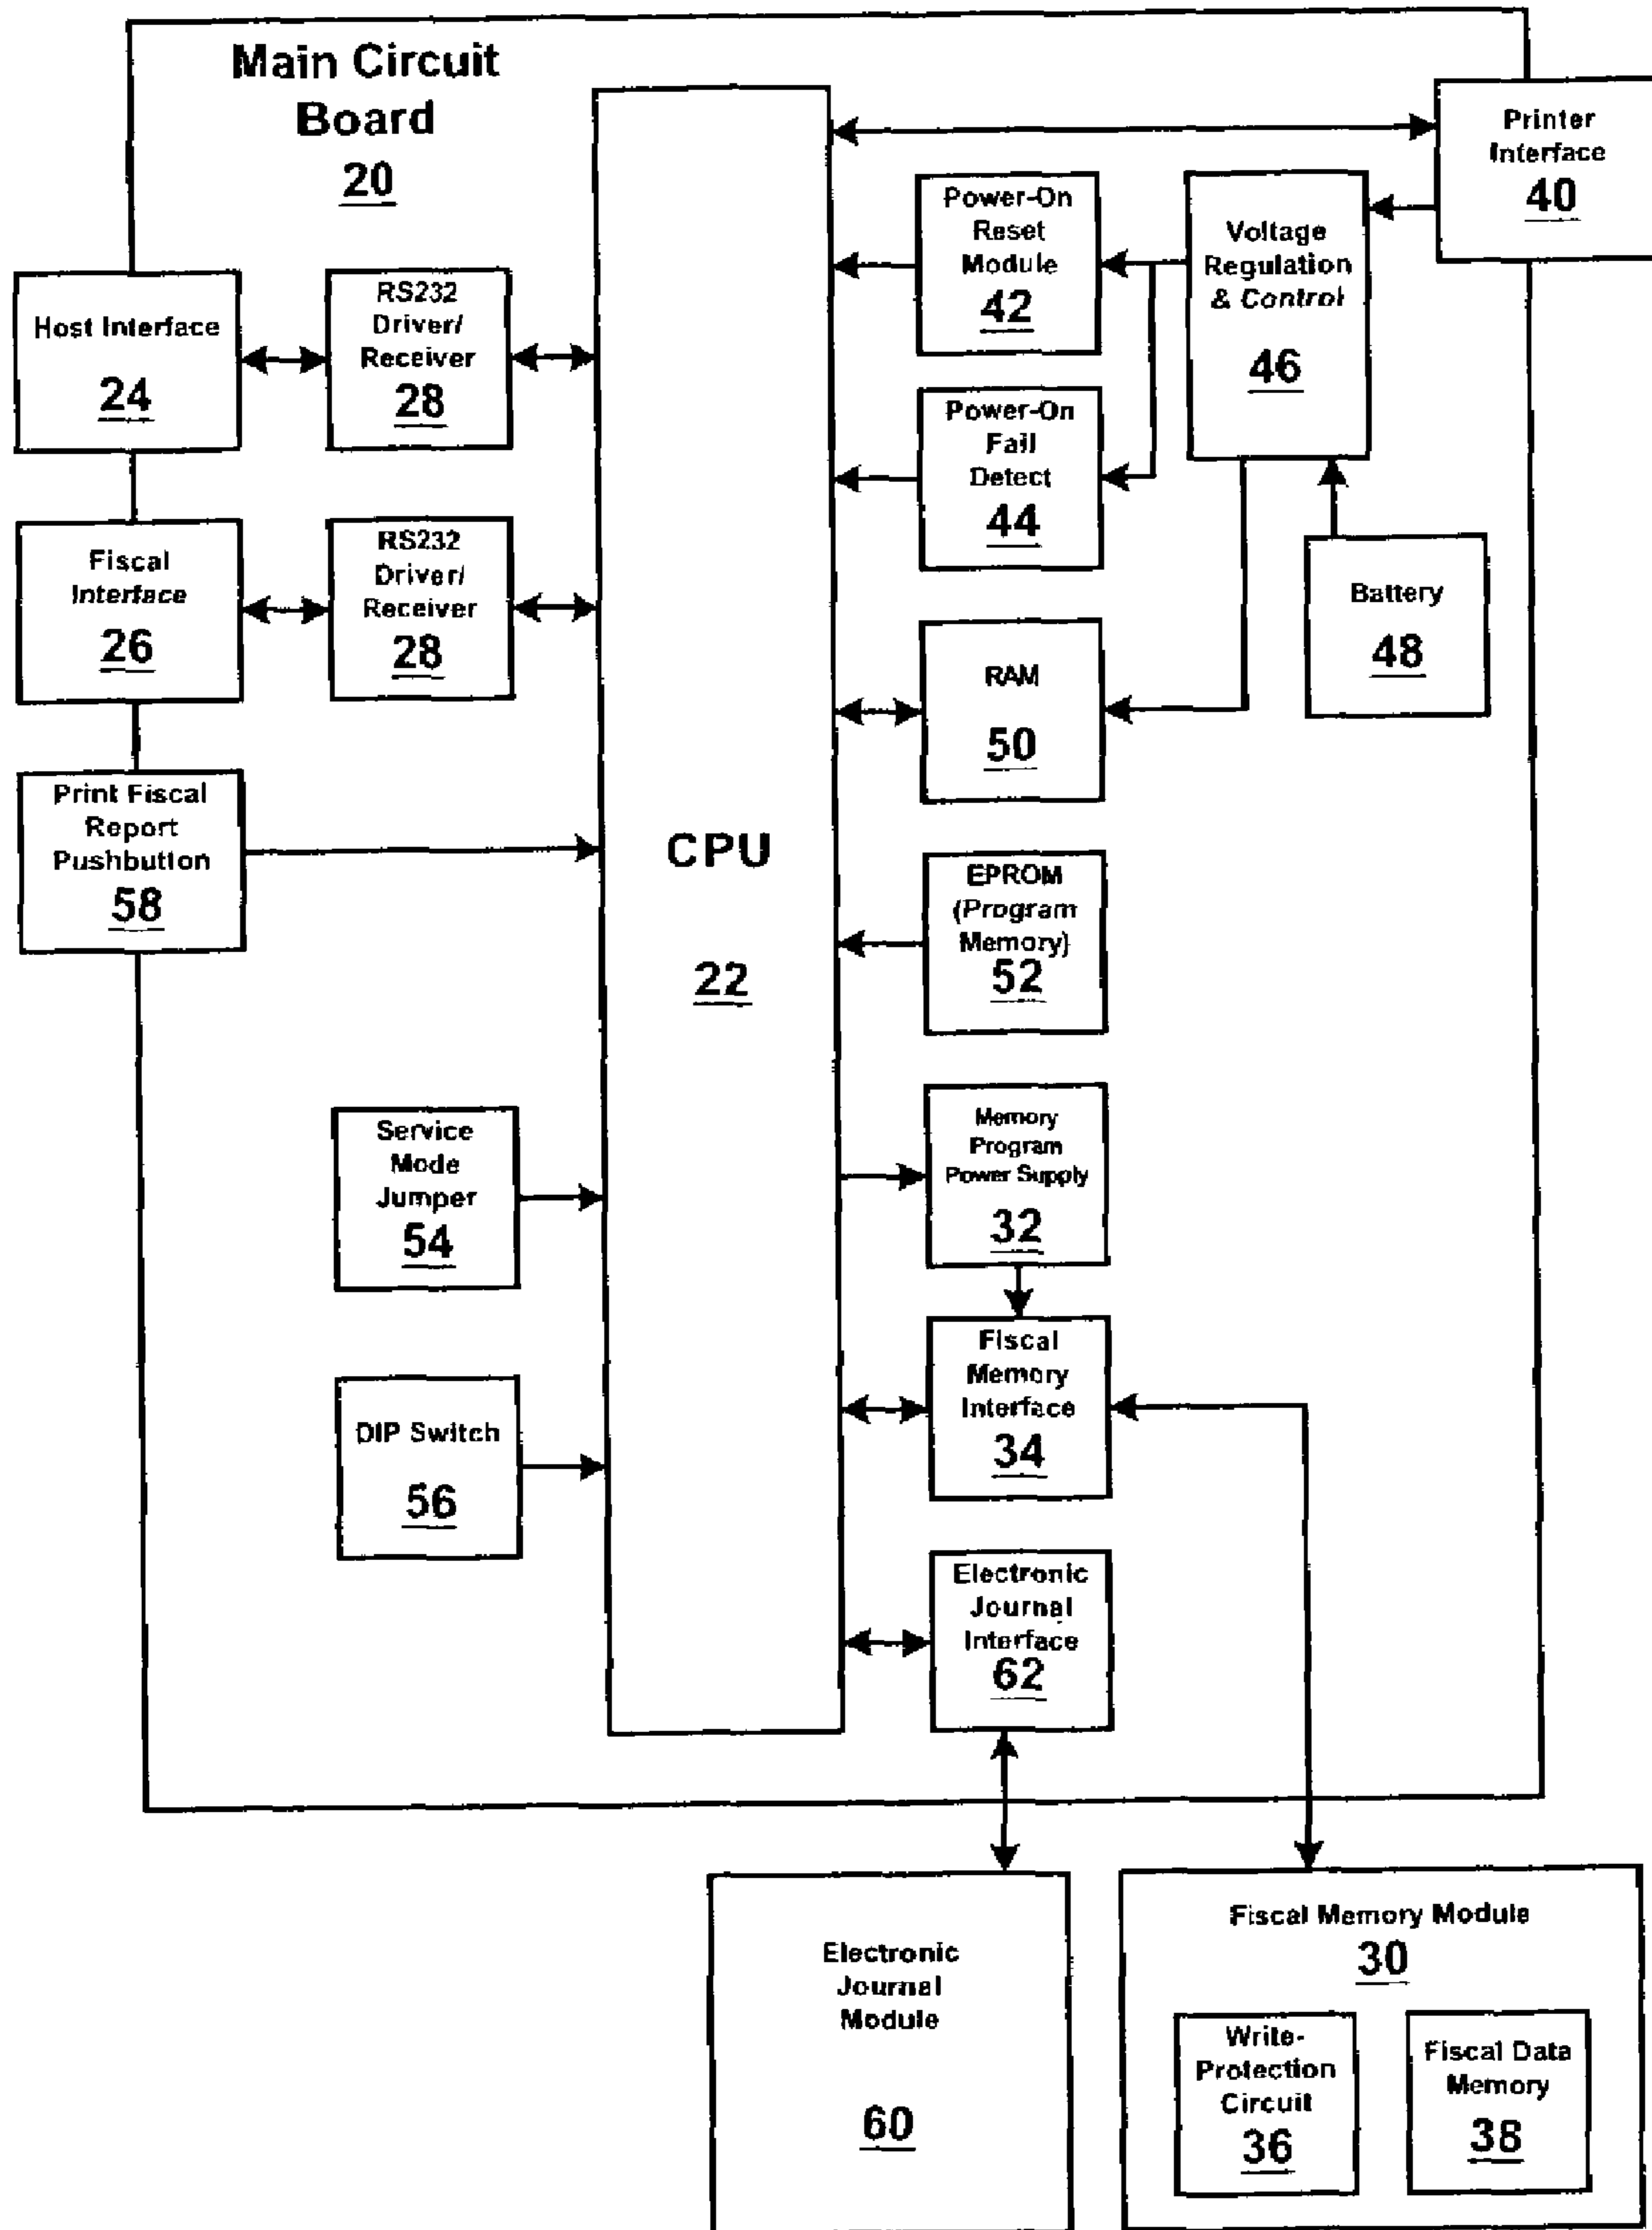 Main Circuit
Board
20
Printer
Interface
40
Power-On
Reset
Module
42
Voltage
Regulation
& Control
46
Host Interface
24
RS232
Driver/
Receiver
28
Power-On
Fail
Detect
44
Fiscal
Interface
26
RS232
Driver/
Receiver
28
Battery
48
RAM
50
Print Fiscal
Report
Pushbutton
58
CPU
22
EPROM
(Program
Memory)
52
Service
Mode
Jumper
54
Memory
Program
Power Supply
32
Fiscal
Memory
Interface
34
DIP Switch
56
Electronic
Journal
Interface
62
Electronic
Journal
Module
60
Fiscal Memory Module
30
Write-
Protection
Circuit
36
Fiscal Data
Memory
38